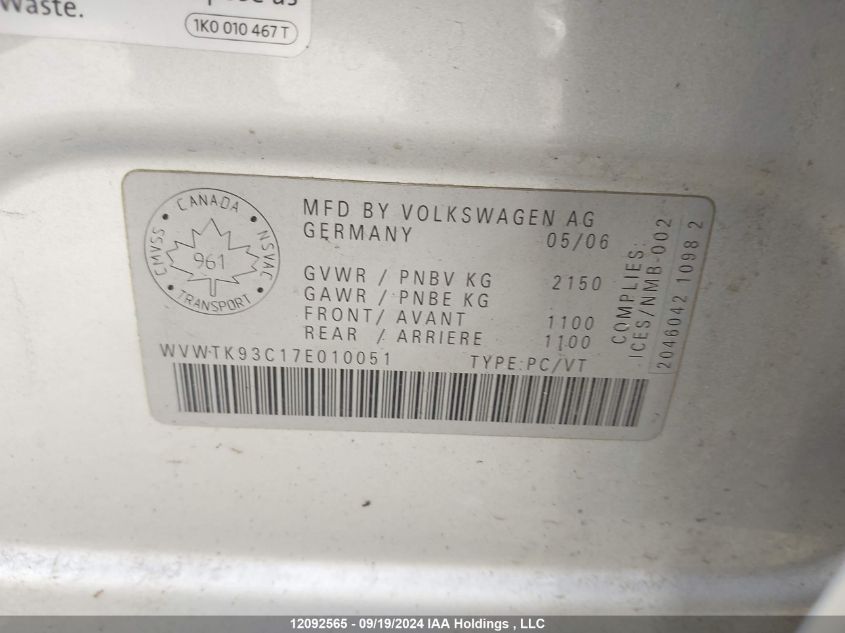 Waste.
1K0 010 467 T
CANADA
CMVSS
NSVAC
961
TRANSPORT
MFD BY VOLKSWAGEN AG
GERMANY 05/06
GVWR / PNBV KG 2150
GAWR / PNBE KG
FRONT/ AVANT 1100
REAR / ARRIERE 1100
WVWTK93C17E010051 TYPE:PC/VT
COMPLIES:
ICES/NMB-002
2046042 1098 2
12092565 - 09/19/2024 IAA Holdings , LLC